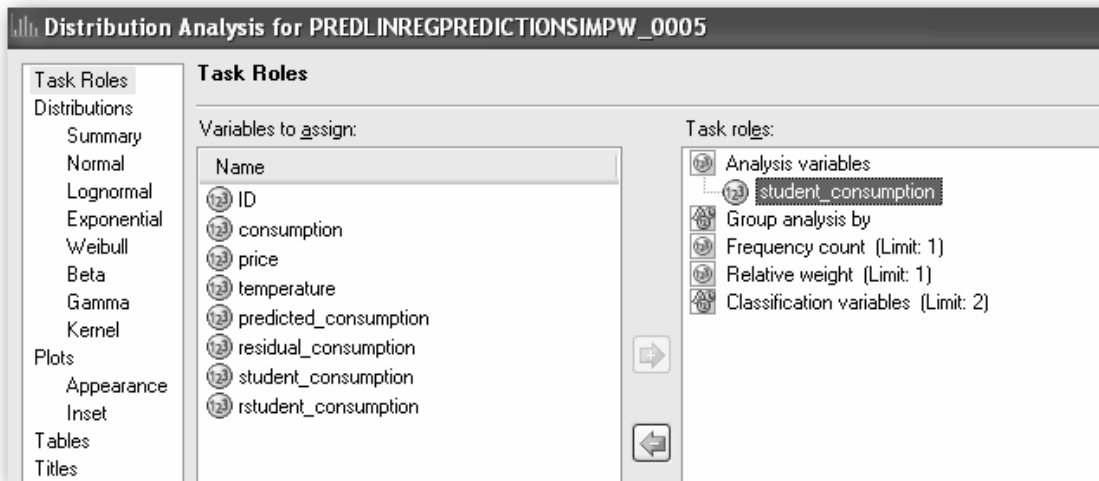 Distribution Analysis for PREDLINREGPREDICTIONSIMPW_0005
Task Roles
Distributions
Summary
Normal
Lognormal
Exponential
Weibull
Beta
Gamma
Kernel
Plots
Appearance
Inset
Tables
Titles
Task Roles
Variables to assign:
Name
ID
consumption
price
temperature
predicted_consumption
residual_consumption
student_consumption
rstudent_consumption
Task roles:
Analysis variables
student_consumption
Group analysis by
Frequency count (Limit: 1)
Relative weight (Limit: 1)
Classification variables (Limit: 2)